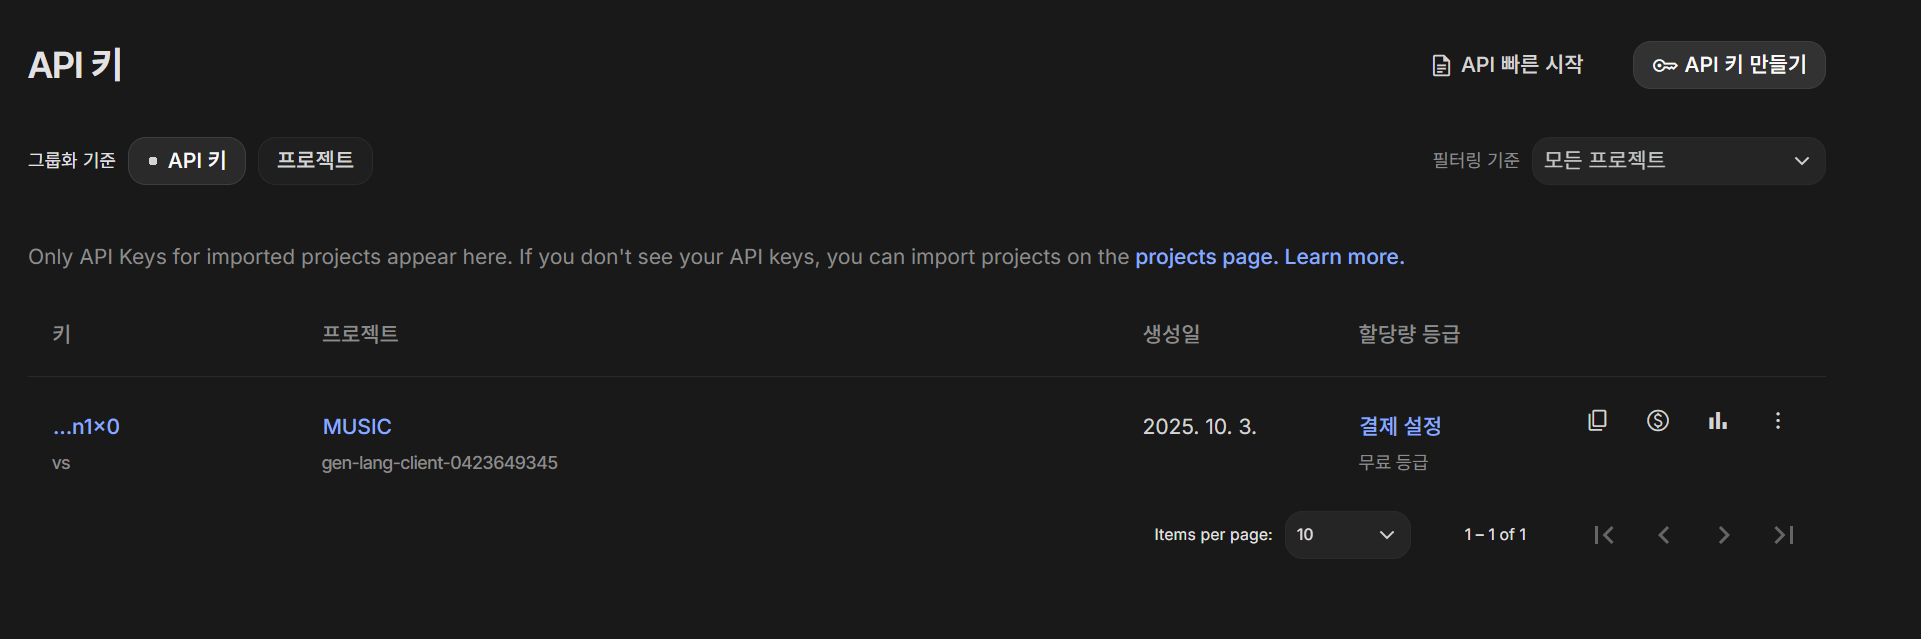 API 키
API 빠른 시작
API 키 만들기
그룹화 기준
API 키
프로젝트
필터링 기준
모든 프로젝트
Only API Keys for imported projects appear here. If you don't see your API keys, you can import projects on the projects page. Learn more.
키
프로젝트
생성일
할당량 등급
...n1x0
MUSIC
2025. 10. 3.
결제 설정
vs
gen-lang-client-0423649345
무료 등급
Items per page:
10
1 – 1 of 1